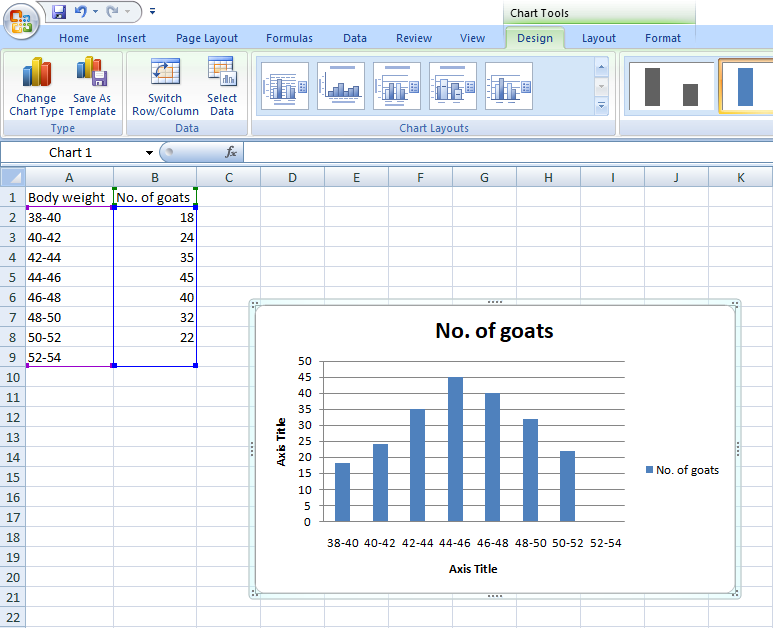 Chart Tools
Home Insert Page Layout Formulas Data Review View Design Layout Format
Change Chart Type
Save As Template
Switch Row/Column
Select Data
Type Data Chart Layouts
Chart 1 fx
A B C D E F G H I J K
1 Body weight No. of goats
2 38-40 18
3 40-42 24
4 42-44 35
5 44-46 45
6 46-48 40
7 48-50 32
8 50-52 22
9 52-54
10
11
12
13
14
15
16
17
18
19
20
21
22
No. of goats
50
45
40
35
30
25
20
15
10
5
0
Axis Title
38-40 40-42 42-44 44-46 46-48 48-50 50-52 52-54
Axis Title
No. of goats